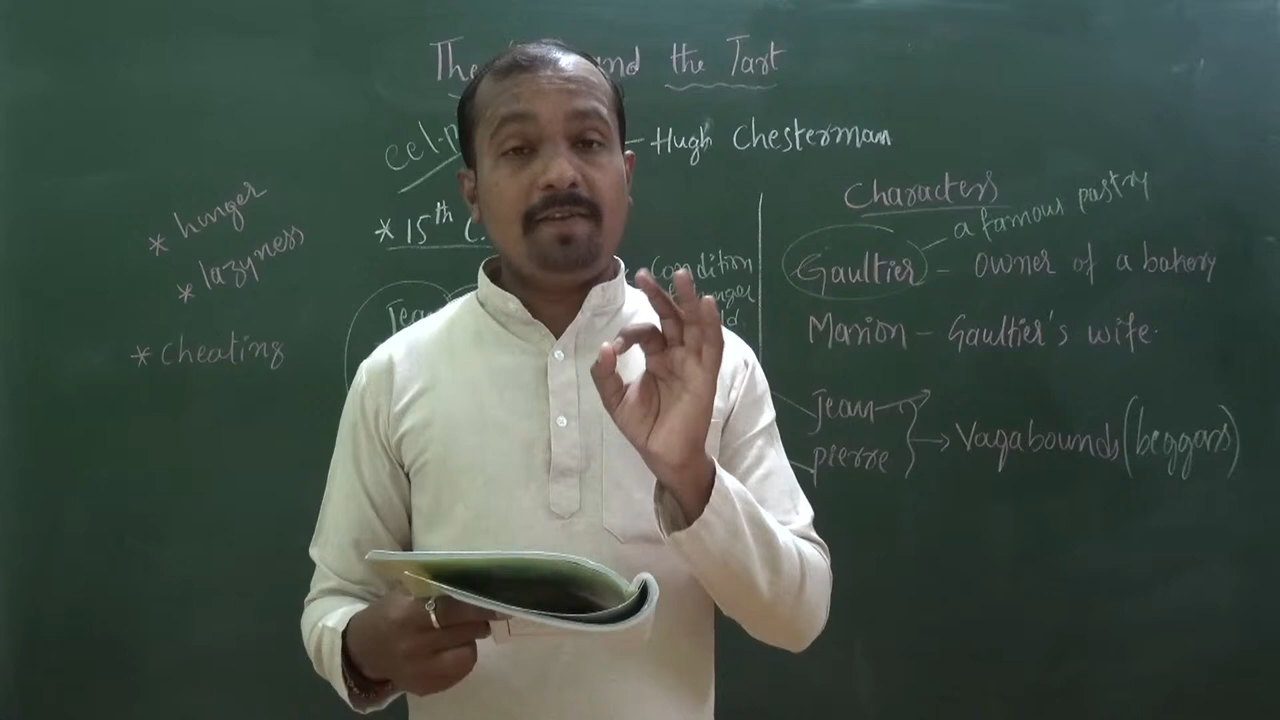 The and the Tart
- Hugh Chesterman
* 15th C.
* hunger
* lazyness
* cheating
Jean
Condition
Characters
Gaultier - Owner of a bakery
a famous pastry
Marion - Gaultier's wife.
Jean
pierre
→ Vagabounds (beggars)